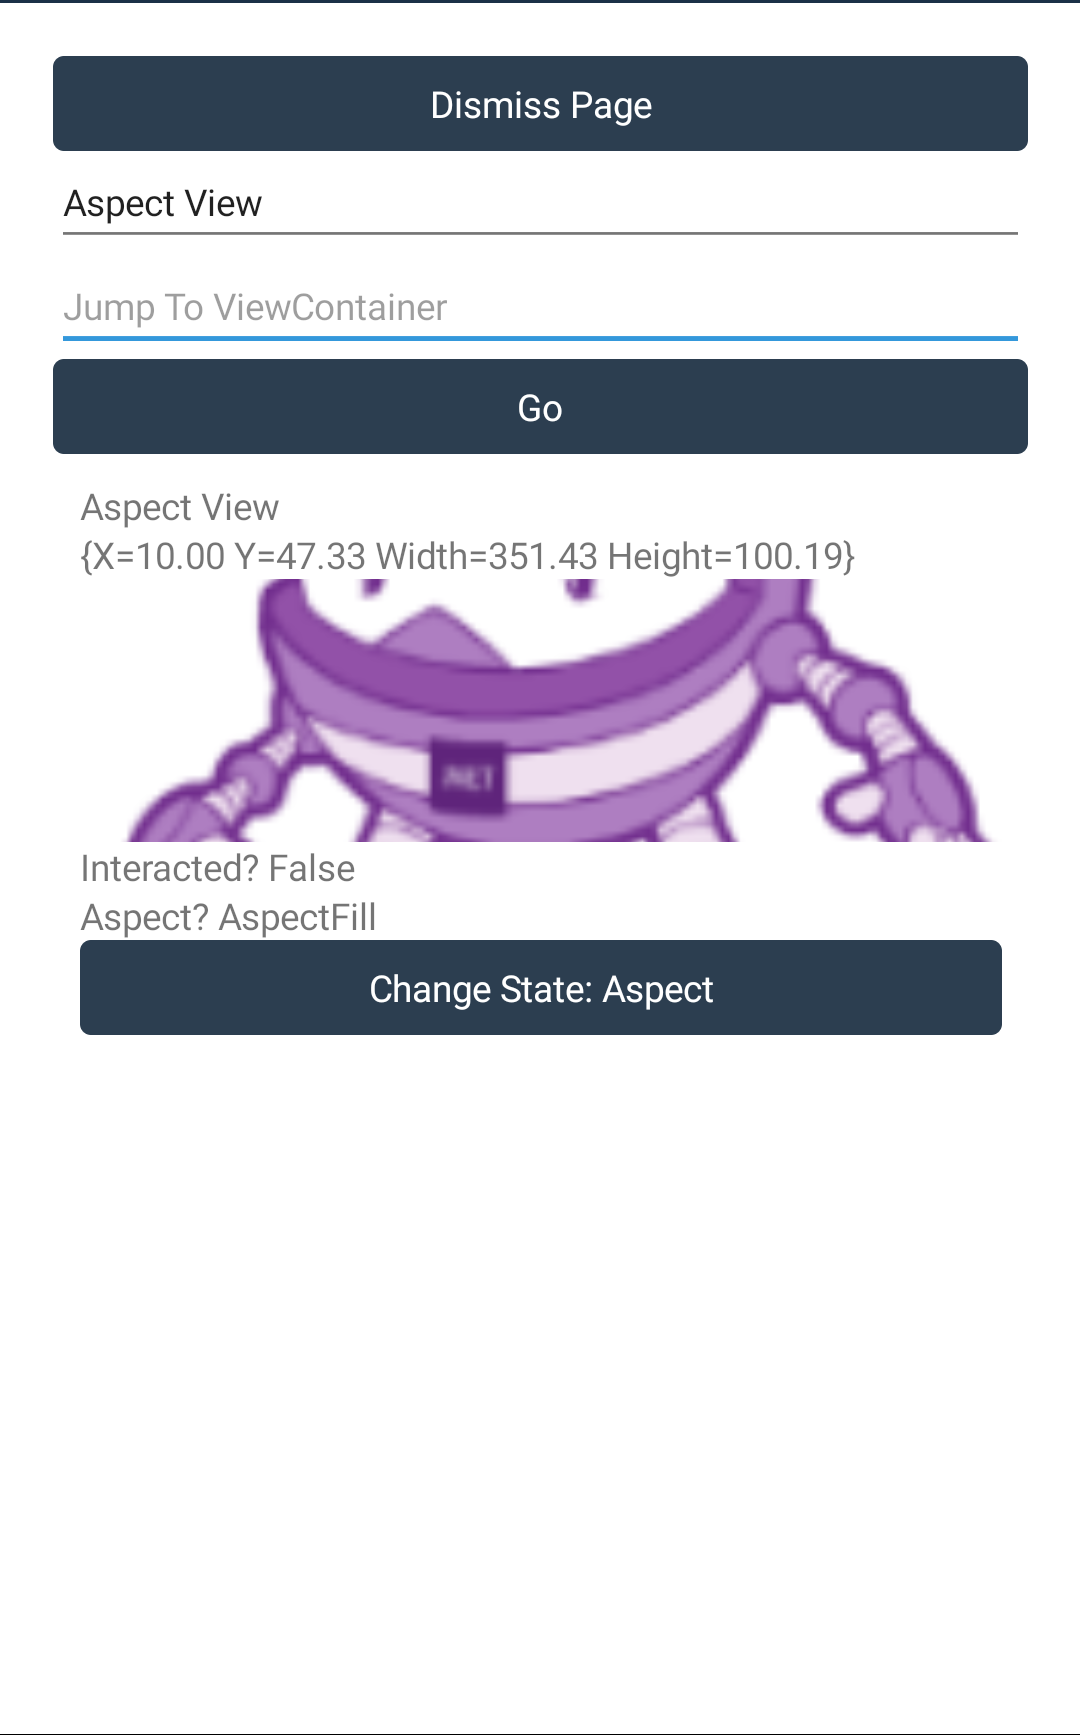 Dismiss Page
Aspect View
Jump To ViewContainer
Go
Aspect View
{X=10.00 Y=47.33 Width=351.43 Height=100.19}
.NET
Interacted? False
Aspect? AspectFill
Change State: Aspect